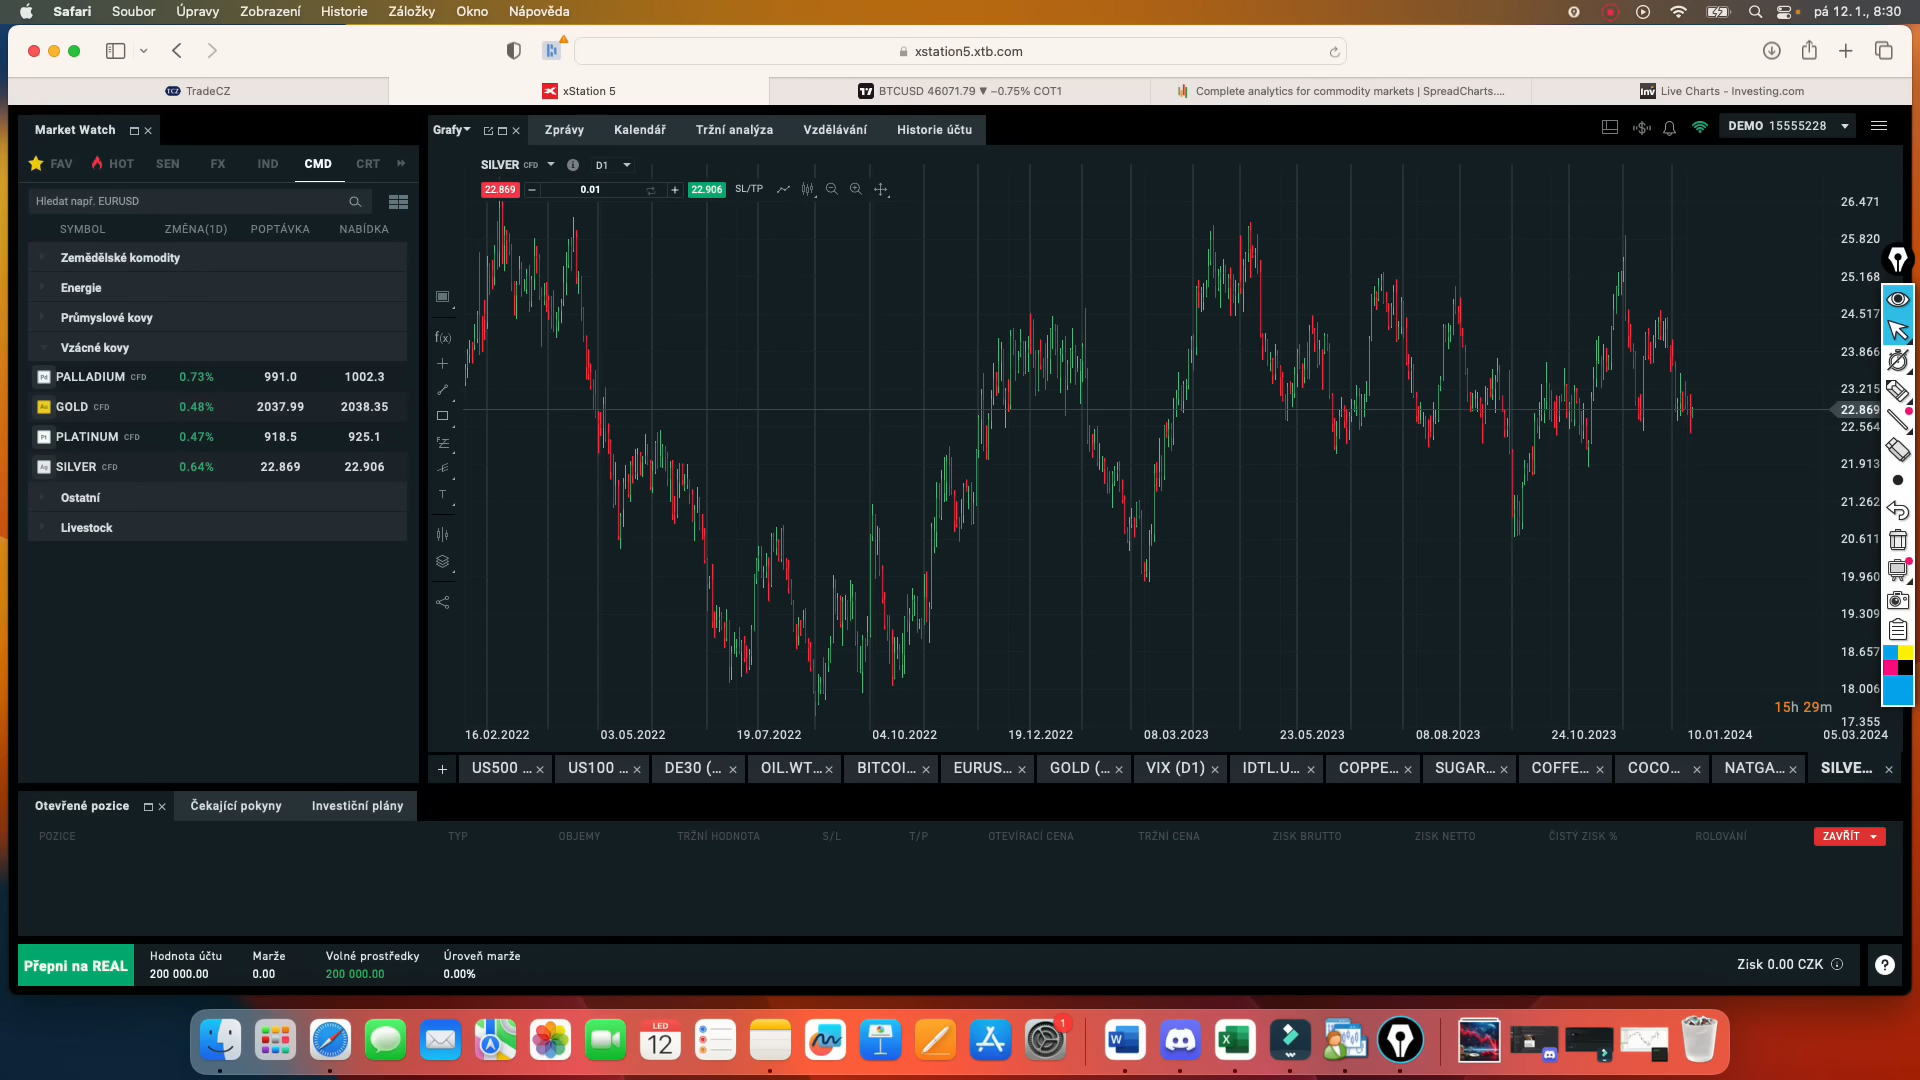 Safari Soubor Úpravy Zobrazení Historie Záložky Okno Nápověda pá 12. 1., 8:30
xstation5.xtb.com
TradeCZ xStation 5 BTCUSD 46071.79 ▼ −0.75% COT1 Complete analytics for commodity markets | SpreadCharts.... Live Charts - Investing.com
Market Watch Grafy Zprávy Kalendář Tržní analýza Vzdělávání Historie účtu DEMO 15555228
FAV HOT SEN FX IND CMD CRT
SILVER CFD D1
22.869 0.01 22.906 SL/TP
Hledat např. EURUSD
SYMBOL ZMĚNA(1D) POPTÁVKA NABÍDKA
Zemědělské komodity
Energie
Průmyslové kovy
Vzácné kovy
PALLADIUM CFD 0.73% 991.0 1002.3
GOLD CFD 0.48% 2037.99 2038.35
PLATINUM CFD 0.47% 918.5 925.1
SILVER CFD 0.64% 22.869 22.906
Ostatní
Livestock
f(x)
T
26.471
25.820
25.168
24.517
23.866
23.215
22.869
22.564
21.913
21.262
20.611
19.960
19.309
18.657
18.006
17.355
15h 29m
16.02.2022 03.05.2022 19.07.2022 04.10.2022 19.12.2022 08.03.2023 23.05.2023 08.08.2023 24.10.2023 10.01.2024 05.03.2024
US500 ... US100 ... DE30 (... OIL.WT... BITCOI... EURUS... GOLD (... VIX (D1) IDTL.U... COPPE... SUGAR... COFFE... COCO... NATGA... SILVE...
Otevřené pozice Čekající pokyny Investiční plány
POZICE TYP OBJEMY TRŽNÍ HODNOTA S/L T/P OTEVÍRACÍ CENA TRŽNÍ CENA ZISK BRUTTO ZISK NETTO ČISTÝ ZISK % ROLOVÁNÍ ZAVŘÍT
Přepni na REAL
Hodnota účtu Marže Volné prostředky Úroveň marže
200 000.00 0.00 200 000.00 0.00%
Zisk 0.00 CZK
LED
12
1